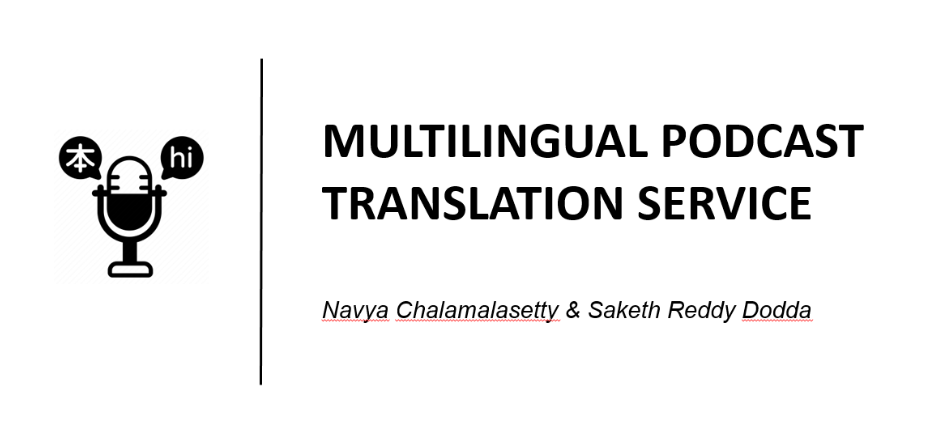 本
hi
MULTILINGUAL PODCAST
TRANSLATION SERVICE
Navya Chalamalasetty & Saketh Reddy Dodda